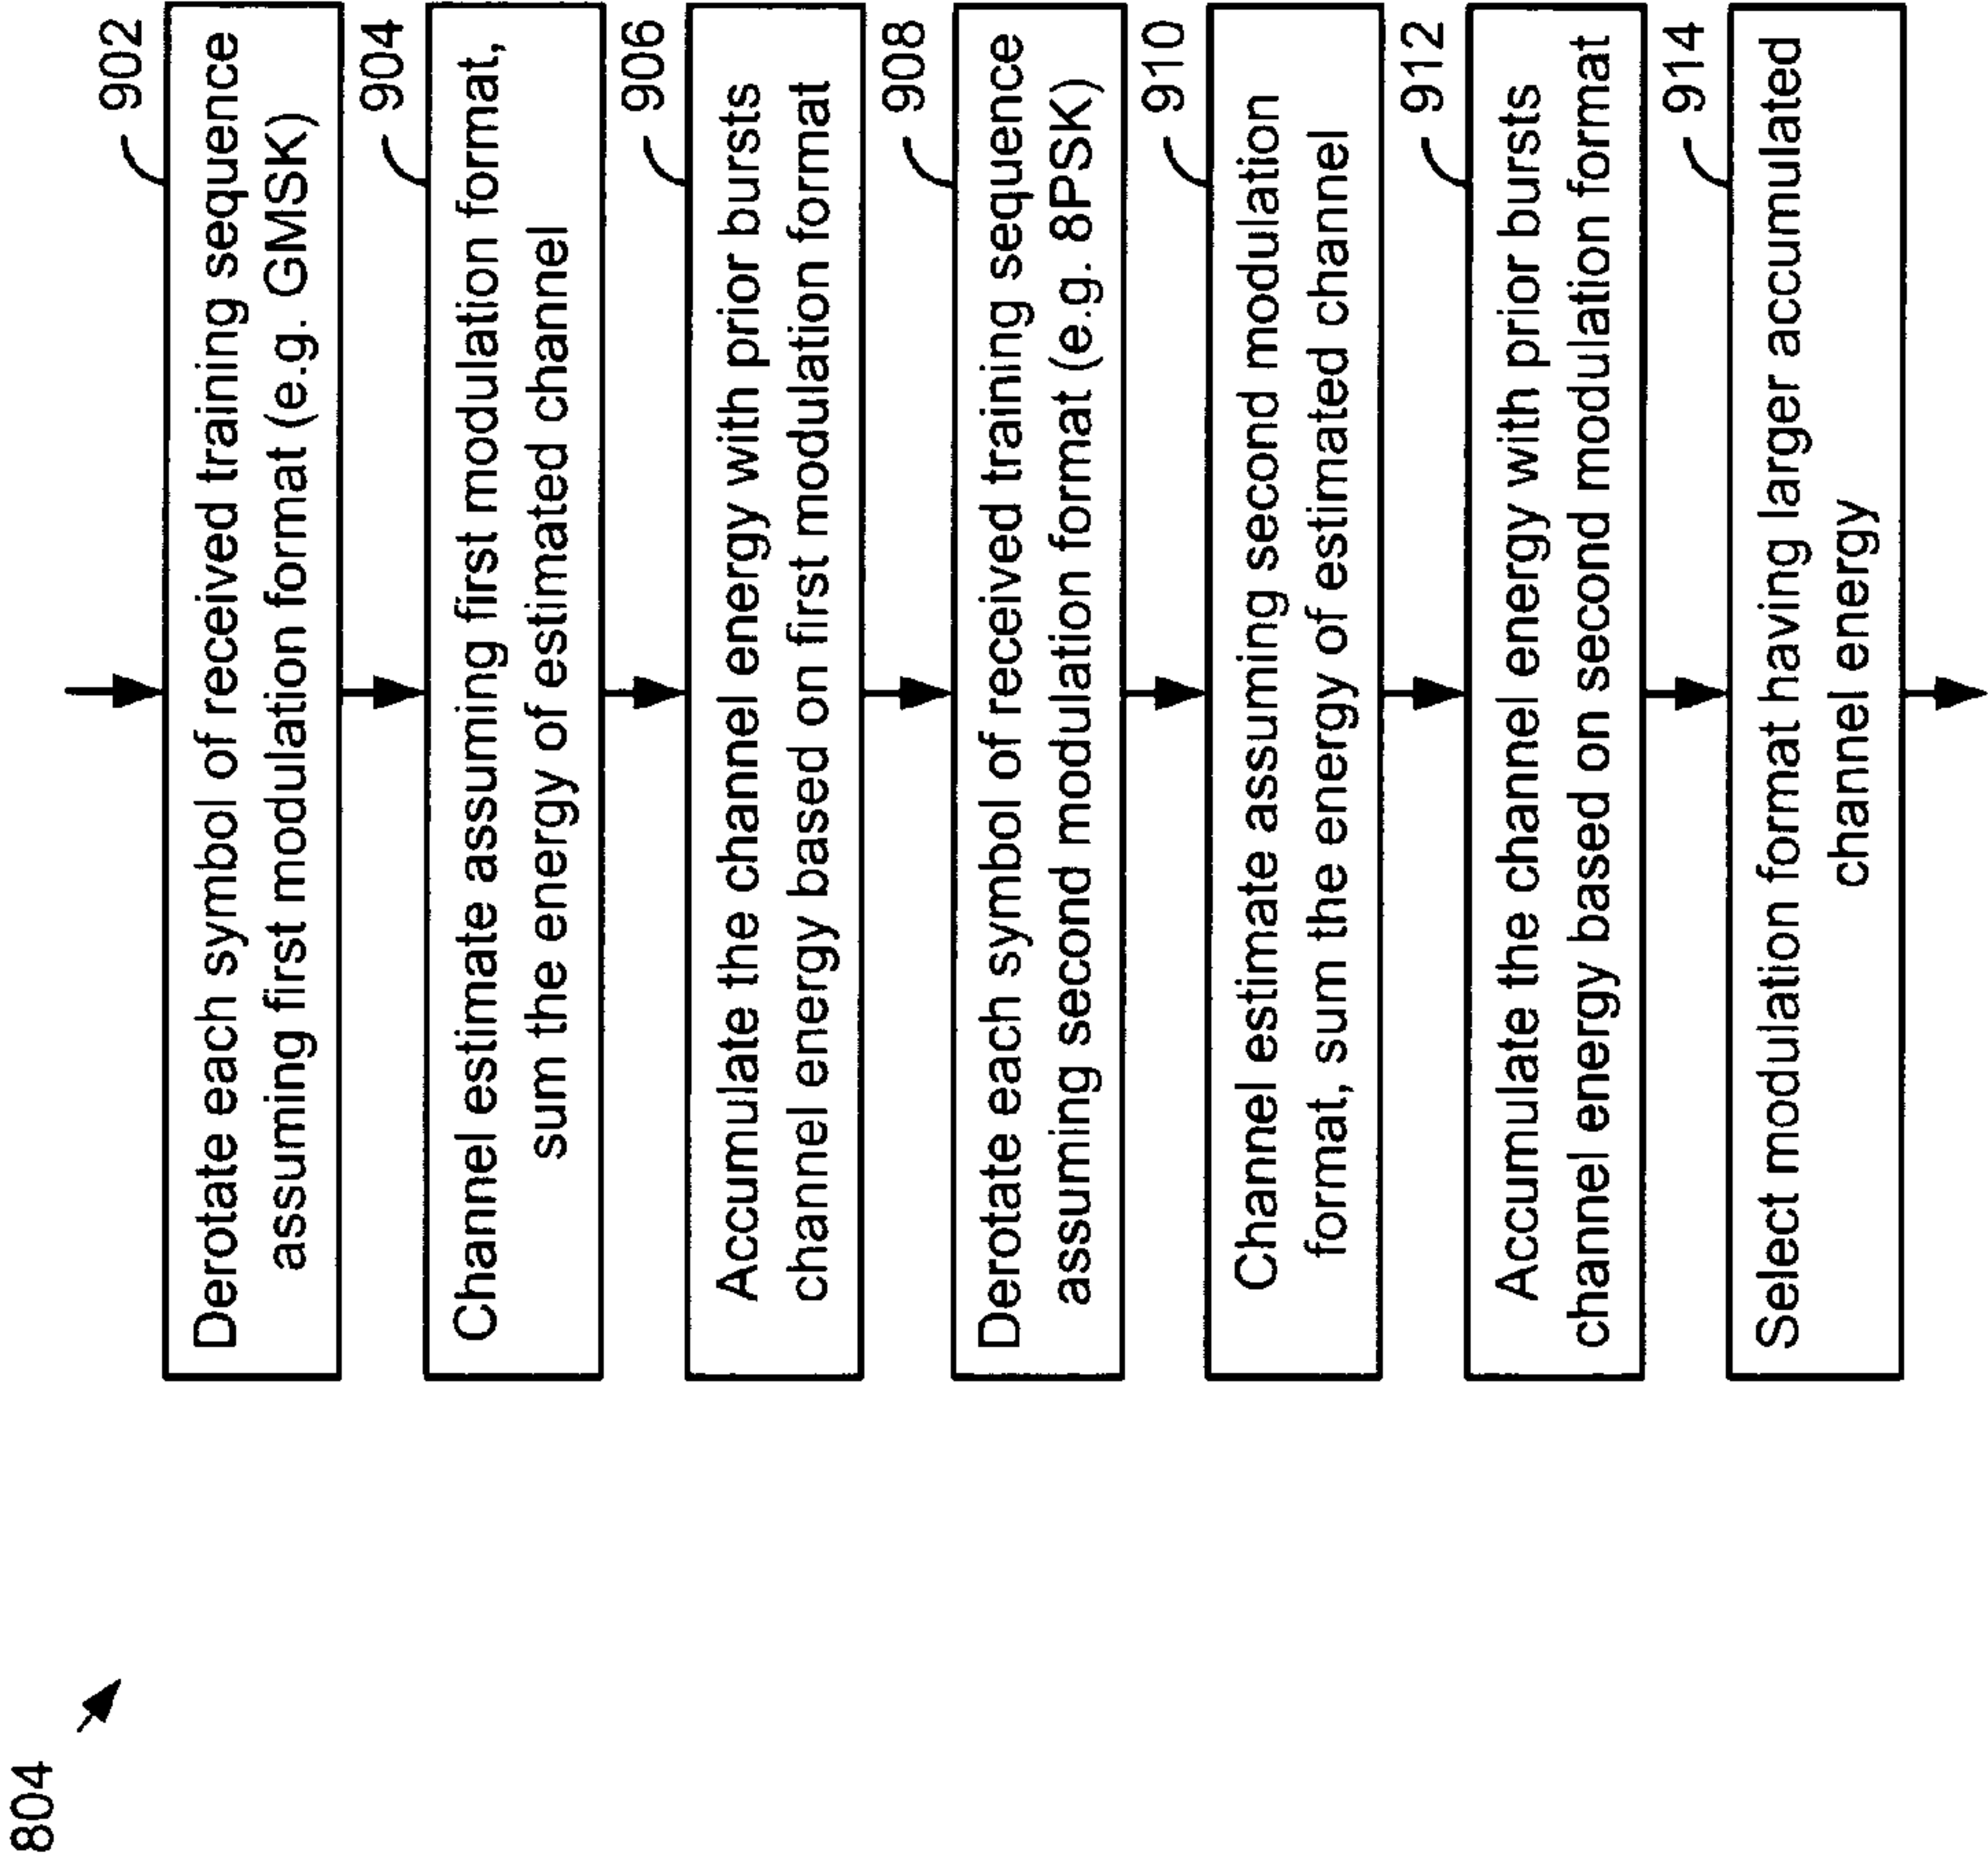 804
902
Derotate each symbol of received training sequence
assuming first modulation format (e.g. GMSK)
904
Channel estimate assuming first modulation format,
sum the energy of estimated channel
906
Accumulate the channel energy with prior bursts
channel energy based on first modulation format
908
Derotate each symbol of received training sequence
assuming second modulation format (e.g. 8PSK)
910
Channel estimate assuming second modulation
format, sum the energy of estimated channel
912
Accumulate the channel energy with prior bursts
channel energy based on second modulation format
914
Select modulation format having larger accumulated
channel energy